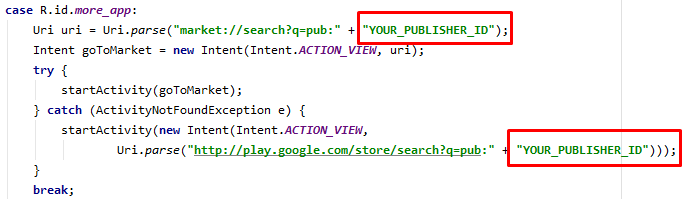 case R.id.more_app:
Uri uri = Uri.parse("market://search?q=pub:" + "YOUR_PUBLISHER_ID");
Intent goToMarket = new Intent(Intent.ACTION_VIEW, uri);
try {
startActivity(goToMarket);
} catch (ActivityNotFoundException e) {
startActivity(new Intent(Intent.ACTION_VIEW,
Uri.parse("http://play.google.com/store/search?q=pub:" + "YOUR_PUBLISHER_ID")));
}
break;